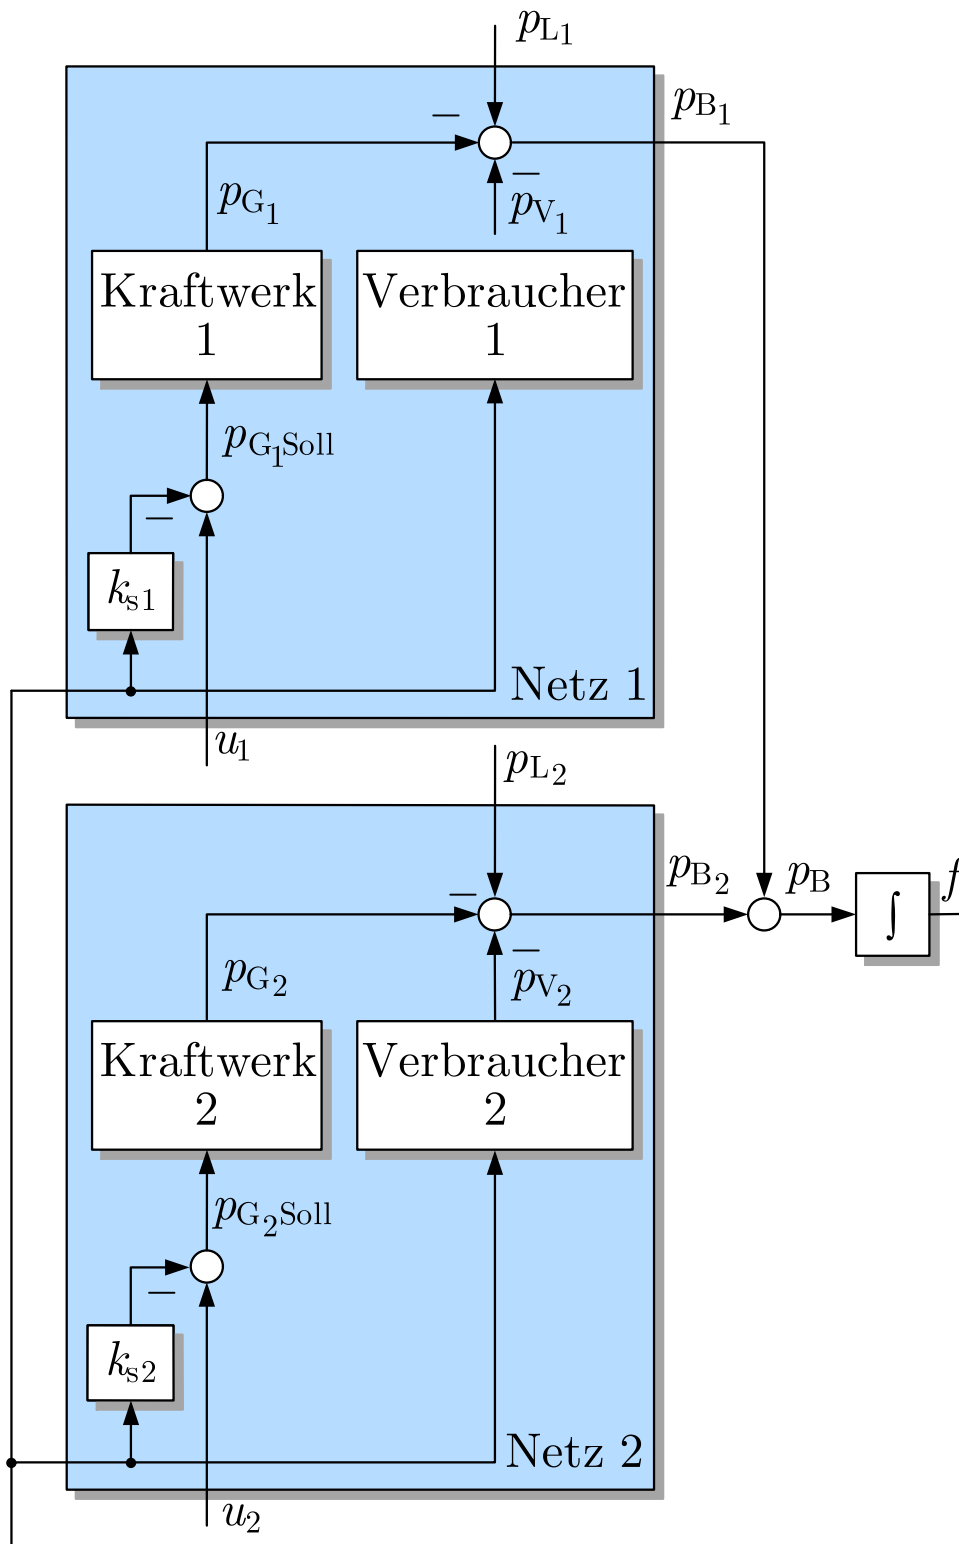 p_L1
p_B1
−
−
p_G1
p_V1
Kraftwerk
1
Verbraucher
1
p_G1Soll
−
k_s1
Netz 1
u_1
p_L2
p_B2
p_B
−
f
∫
−
p_G2
p_V2
Kraftwerk
2
Verbraucher
2
p_G2Soll
−
k_s2
Netz 2
u_2